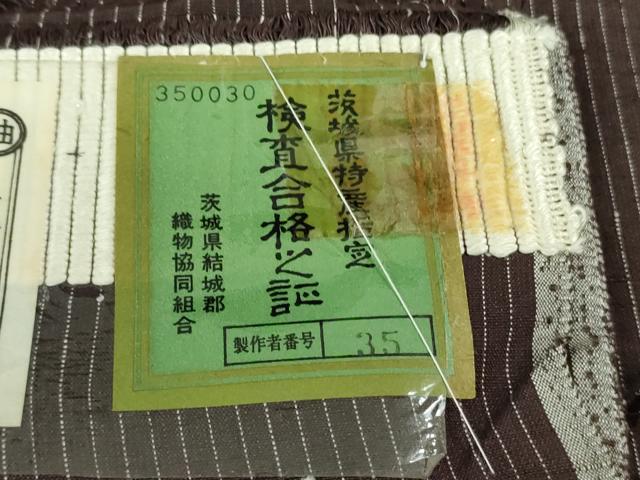 350030
茨城県特産指定
検査合格之証
茨城県結城郡
織物協同組合
製作者番号 35
紬